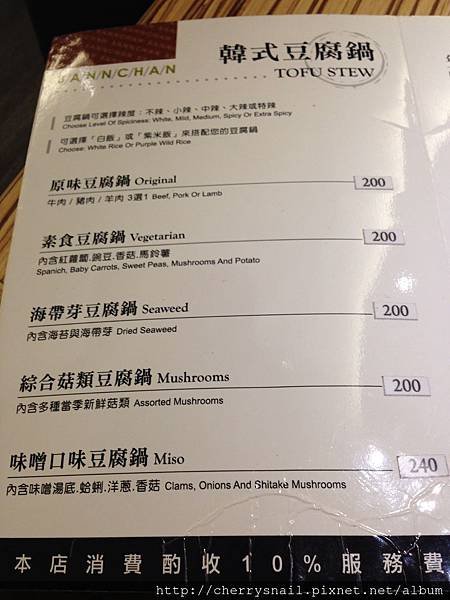 J/A/N/N/C/H/A/N
韓式豆腐鍋
TOFU STEW
豆腐鍋可選擇辣度：不辣、小辣、中辣、大辣或特辣
Choose Level Of Spiciness: White, Mild, Medium, Spicy Or Extra Spicy
可選擇「白飯」或「紫米飯」來搭配您的豆腐鍋
Choose: White Rice Or Purple Wild Rice
原味豆腐鍋 Original 200
牛肉 / 豬肉 / 羊肉 3選1 Beef, Pork Or Lamb
素食豆腐鍋 Vegetarian 200
內含紅蘿蔔.豌豆.香菇.馬鈴薯
Spanich, Baby Carrots, Sweet Peas, Mushrooms And Potato
海帶芽豆腐鍋 Seaweed 200
內含海苔與海帶芽 Dried Seaweed
綜合菇類豆腐鍋 Mushrooms 200
內含多種當季新鮮菇類 Assorted Mushrooms
味噌口味豆腐鍋 Miso 240
內含味噌湯底.蛤蜊.洋蔥.香菇 Clams, Onions And Shitake Mushrooms
本店消費酌收10%服務費
http://cherrysnail.pixnet.net/album